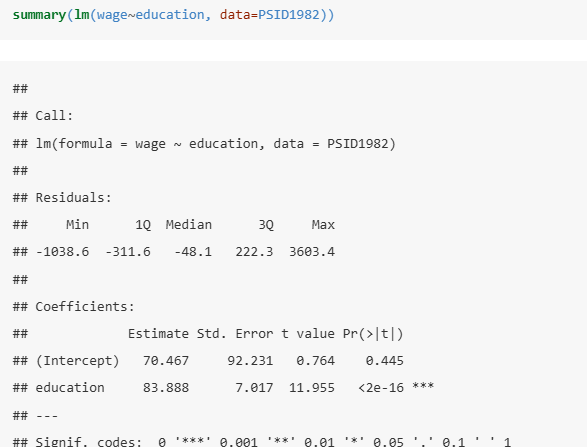 summary(lm(wage~education, data=PSID1982))
##
## Call:
## lm(formula = wage ~ education, data = PSID1982)
##
## Residuals:
##     Min      1Q  Median      3Q     Max
## -1038.6  -311.6   -48.1   222.3  3603.4
##
## Coefficients:
##             Estimate Std. Error t value Pr(>|t|)
## (Intercept)   70.467     92.231   0.764    0.445
## education     83.888      7.017  11.955   <2e-16 ***
## ---
## Signif. codes:  0 '***' 0.001 '**' 0.01 '*' 0.05 '.' 0.1 ' ' 1